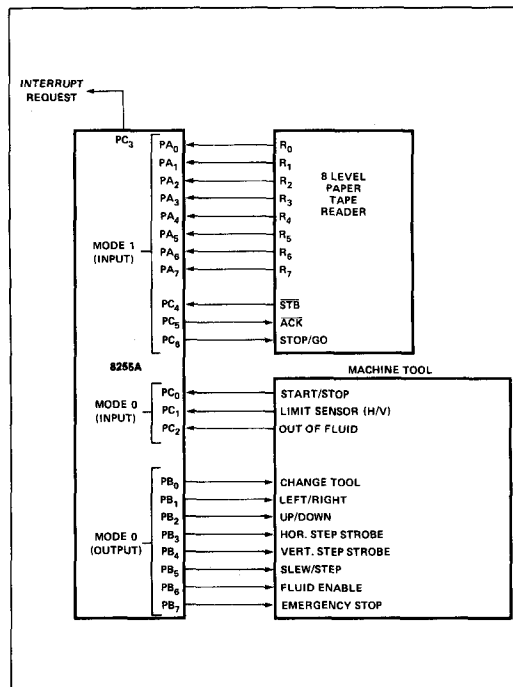 INTERRUPT
REQUEST
PC3
PA0
PA1
PA2
PA3
PA4
PA5
PA6
PA7
MODE 1
(INPUT)
PC4
PC5
PC6
R0
R1
R2
R3
R4
R5
R6
R7
8 LEVEL
PAPER
TAPE
READER
STB
ACK
STOP/GO
8255A
MACHINE TOOL
MODE 0
(INPUT)
PC0
PC1
PC2
START/STOP
LIMIT SENSOR (H/V)
OUT OF FLUID
MODE 0
(OUTPUT)
PB0
PB1
PB2
PB3
PB4
PB5
PB6
PB7
CHANGE TOOL
LEFT/RIGHT
UP/DOWN
HOR. STEP STROBE
VERT. STEP STROBE
SLEW/STEP
FLUID ENABLE
EMERGENCY STOP